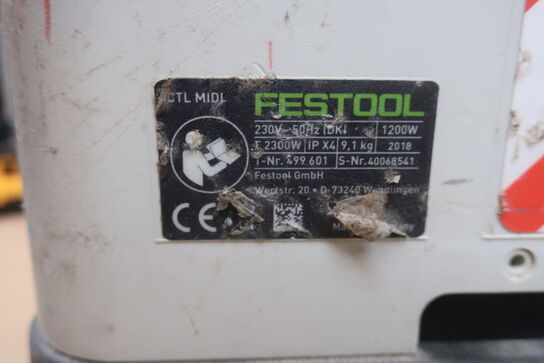 CTL MIDI FESTOOL
230V~50Hz (DK) 1200W
2300W IP X4 9,1 kg 2018
-Nr. 499.601 S-Nr.40068541
Festool GmbH
Wertstr. 20 • D-73240 Wendlingen
CE